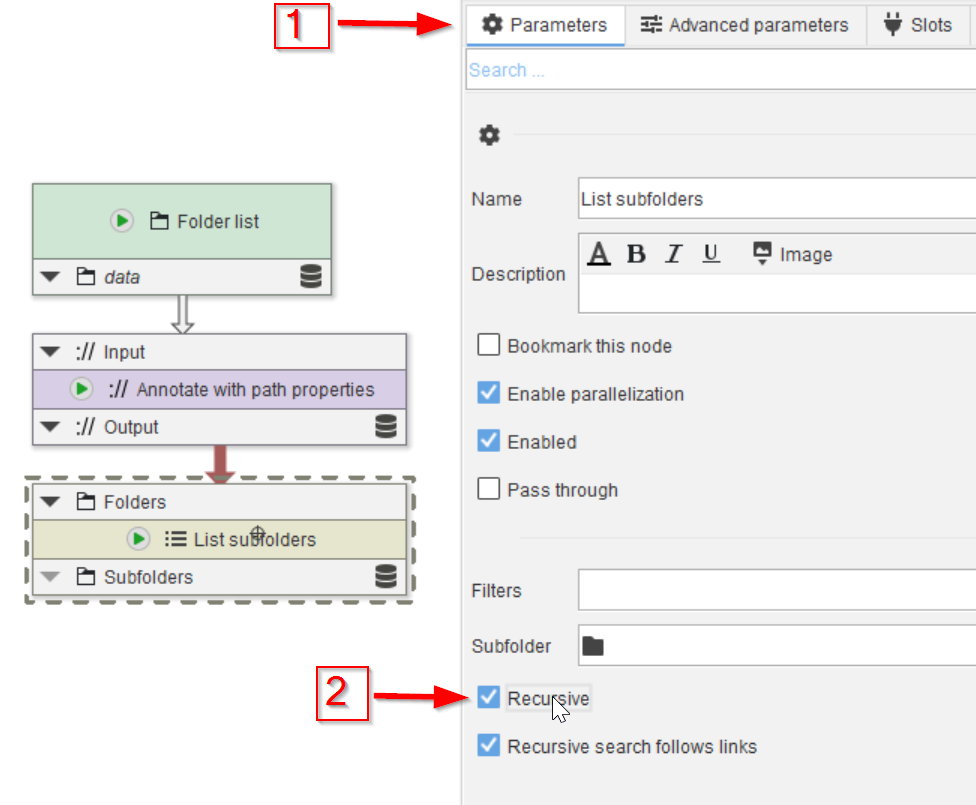 1
Parameters
Advanced parameters
Slots
Search ...
Folder list
data
:// Input
:// Annotate with path properties
:// Output
Folders
List subfolders
Subfolders
Name
List subfolders
Description
A B I U Image
Bookmark this node
Enable parallelization
Enabled
Pass through
Filters
Subfolder
2
Recursive
Recursive search follows links